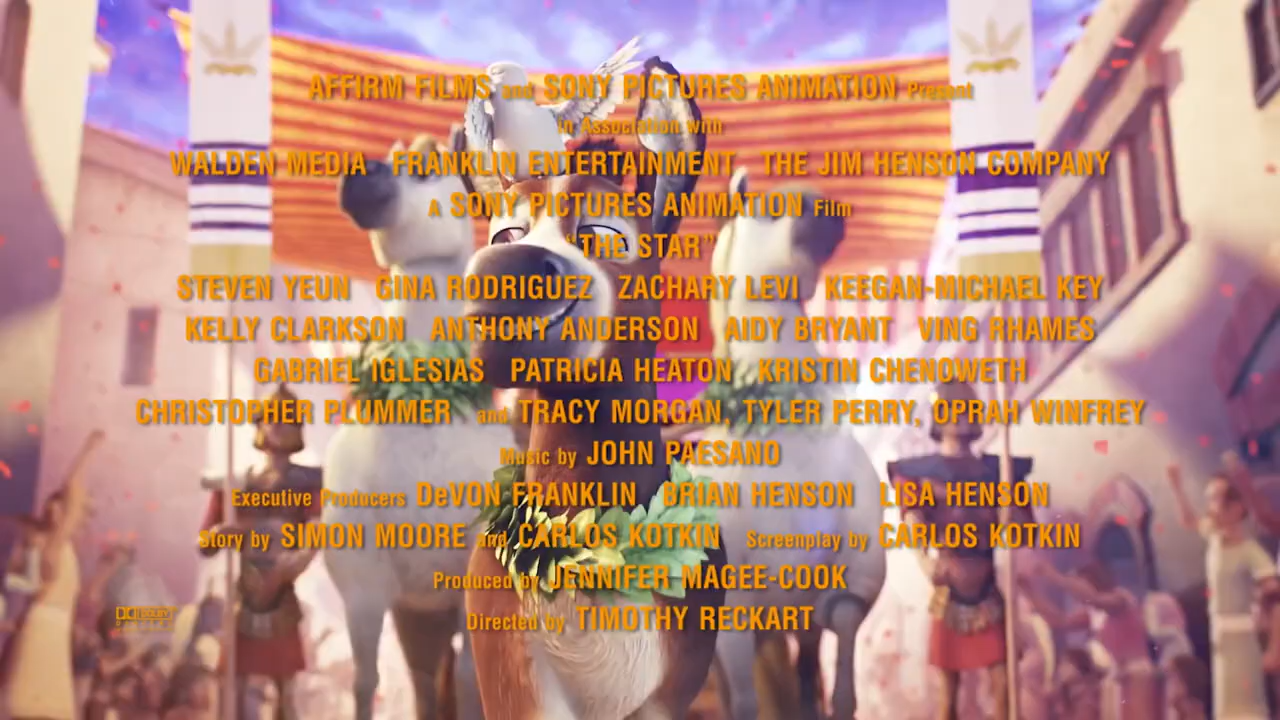 AFFIRM FILMS and SONY PICTURES ANIMATION Present
in Association with
WALDEN MEDIA FRANKLIN ENTERTAINMENT THE JIM HENSON COMPANY
A SONY PICTURES ANIMATION Film
"THE STAR"
STEVEN YEUN GINA RODRIGUEZ ZACHARY LEVI KEEGAN-MICHAEL KEY
KELLY CLARKSON ANTHONY ANDERSON AIDY BRYANT VING RHAMES
GABRIEL IGLESIAS PATRICIA HEATON KRISTIN CHENOWETH
CHRISTOPHER PLUMMER and TRACY MORGAN, TYLER PERRY, OPRAH WINFREY
Music by JOHN PAESANO
Executive Producers DeVON FRANKLIN BRIAN HENSON LISA HENSON
Story by SIMON MOORE and CARLOS KOTKIN Screenplay by CARLOS KOTKIN
Produced by JENNIFER MAGEE-COOK
Directed by TIMOTHY RECKART
DOLBY